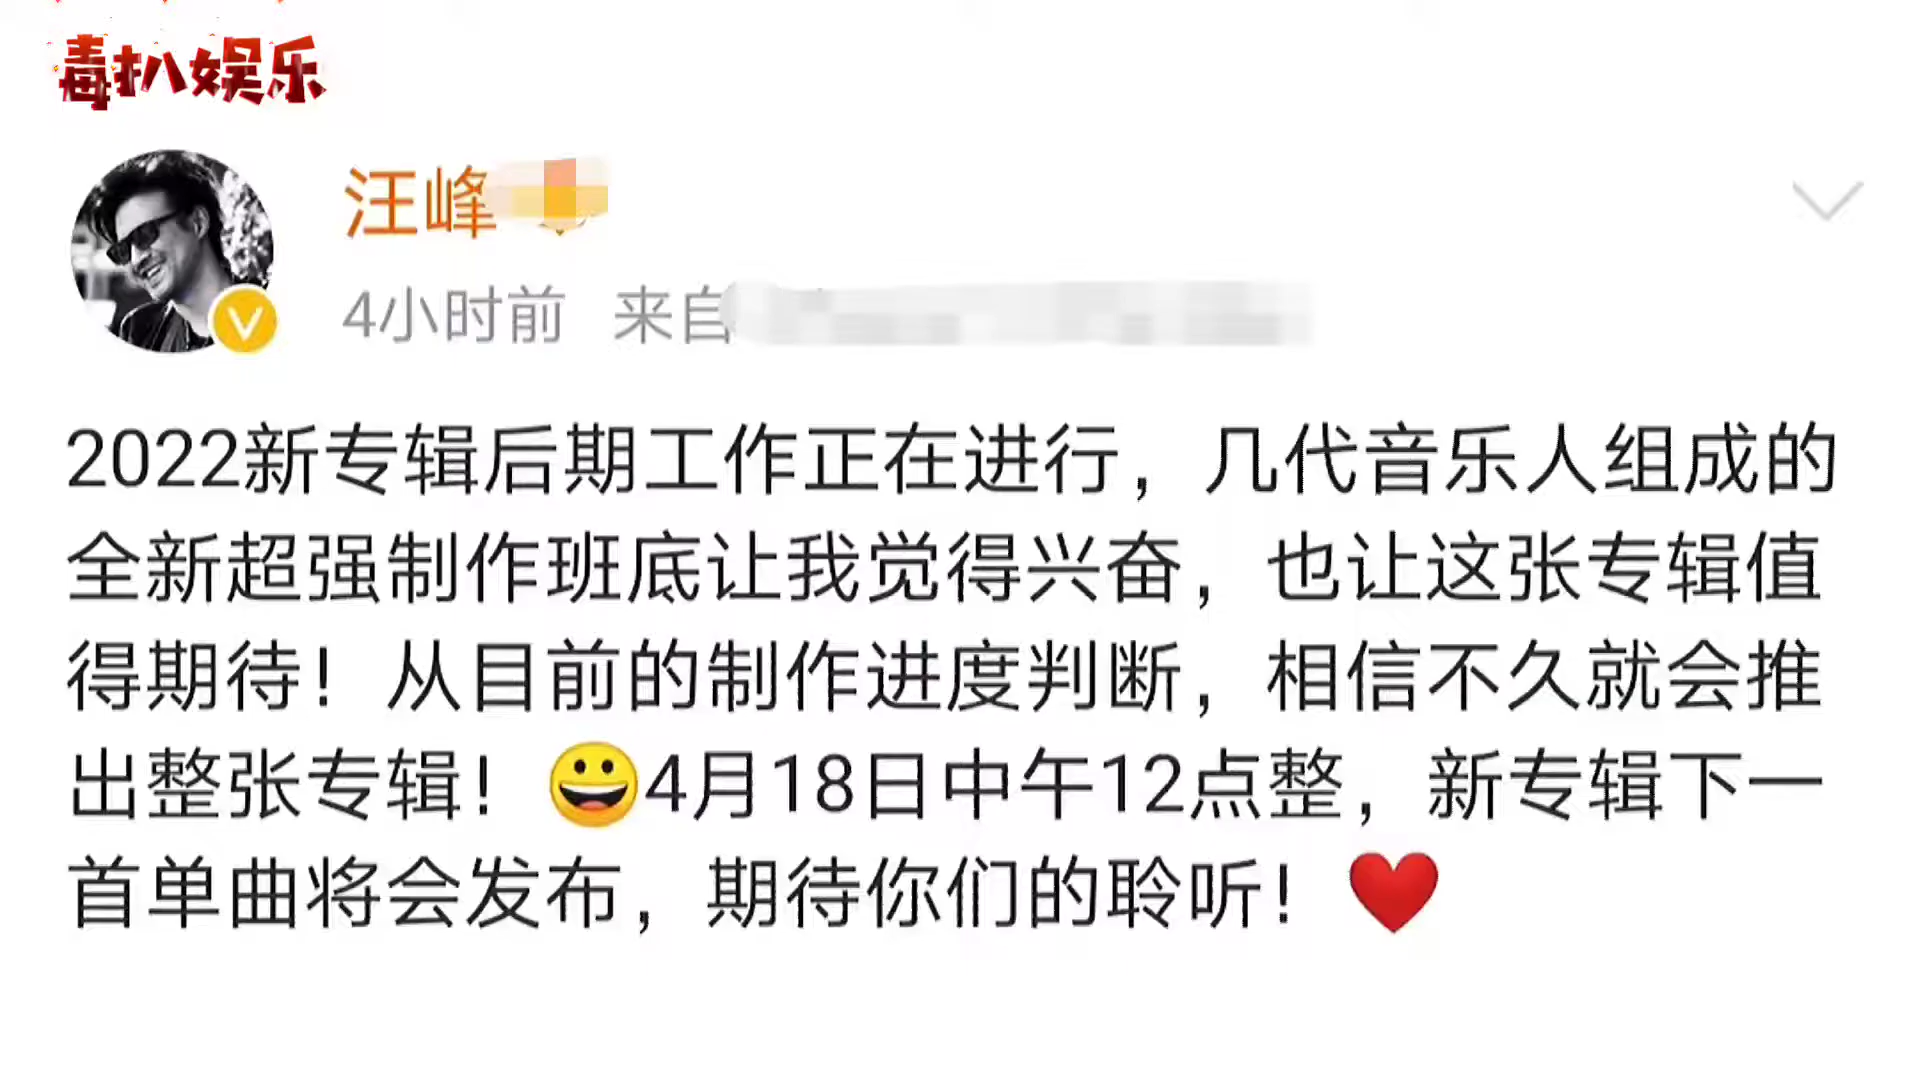 毒扒娱乐
汪峰
4小时前 来自
2022新专辑后期工作正在进行，几代音乐人组成的
全新超强制作班底让我觉得兴奋，也让这张专辑值
得期待！从目前的制作进度判断，相信不久就会推
出整张专辑！😀4月18日中午12点整，新专辑下一
首单曲将会发布，期待你们的聆听！❤️